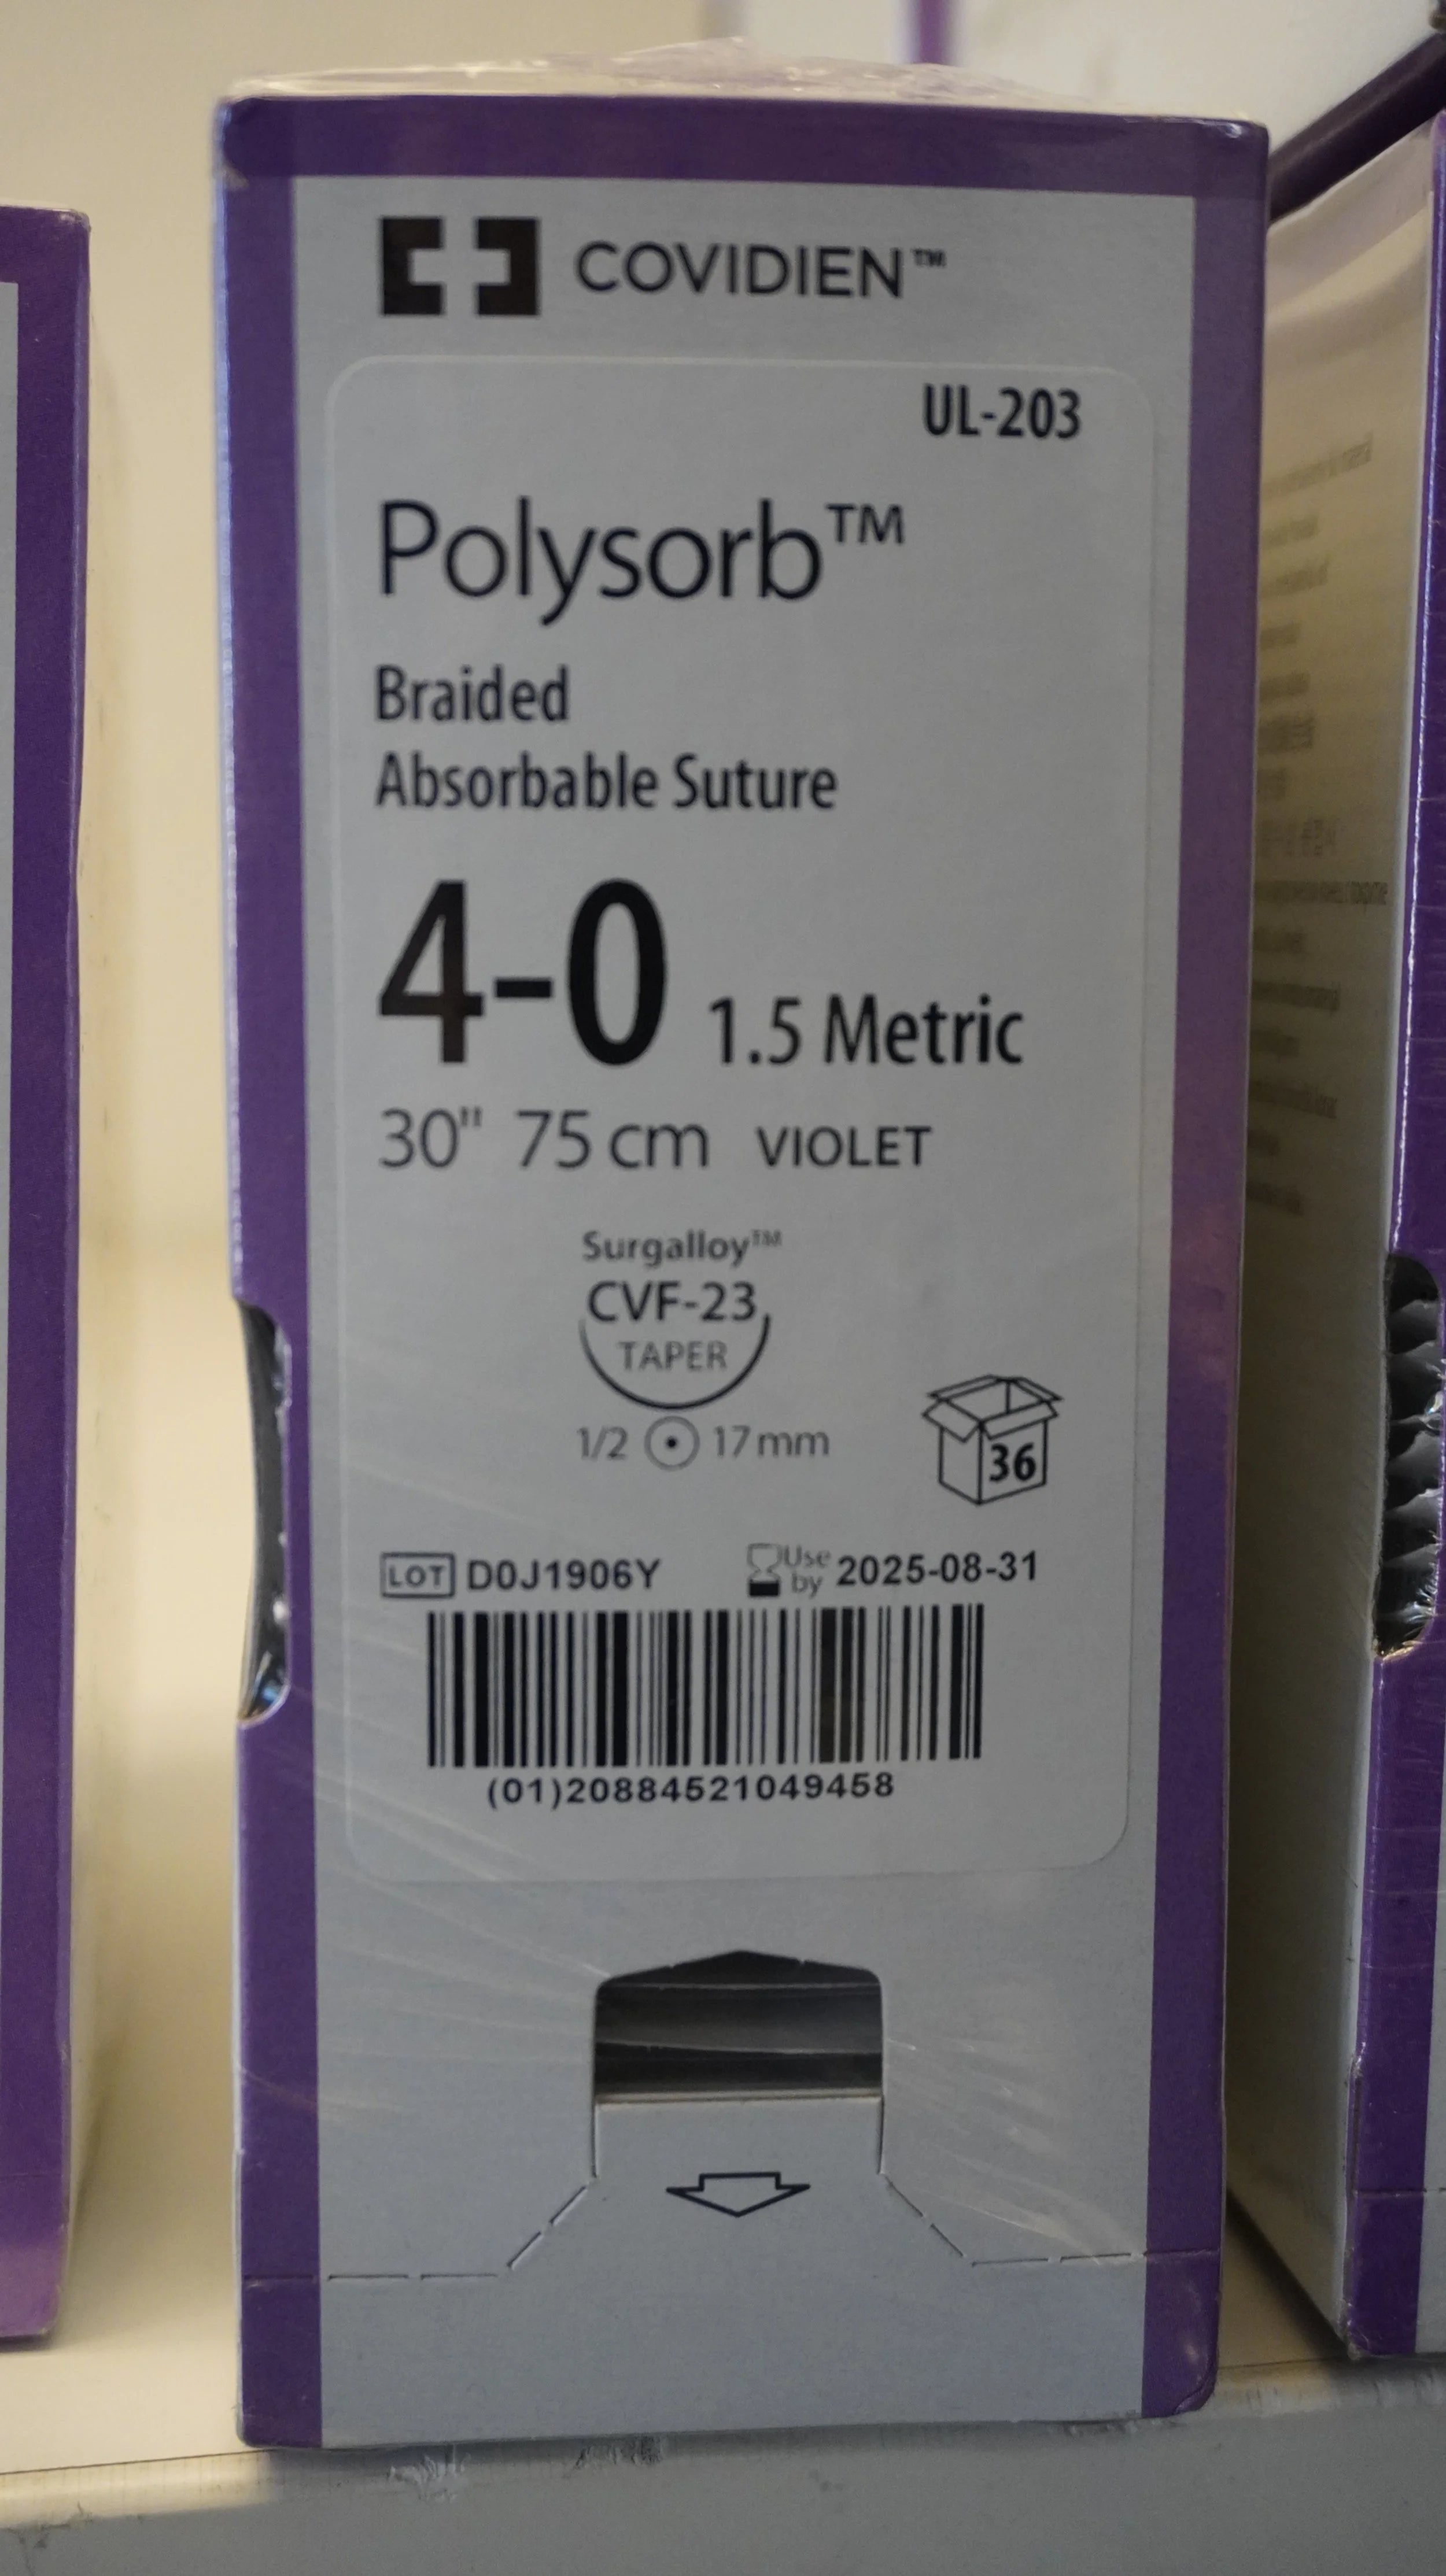 COVIDIEN™
UL-203
Polysorb™
Braided
Absorbable Suture
4-0 1.5 Metric
30" 75 cm VIOLET
Surgalloy™
CVF-23
TAPER
1/2 17 mm
36
LOT D0J1906Y Use by 2025-08-31
(01)20884521049458